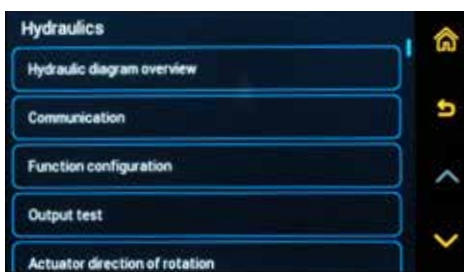 Hydraulics
Hydraulic diagram overview
Communication
Function configuration
Output test
Actuator direction of rotation